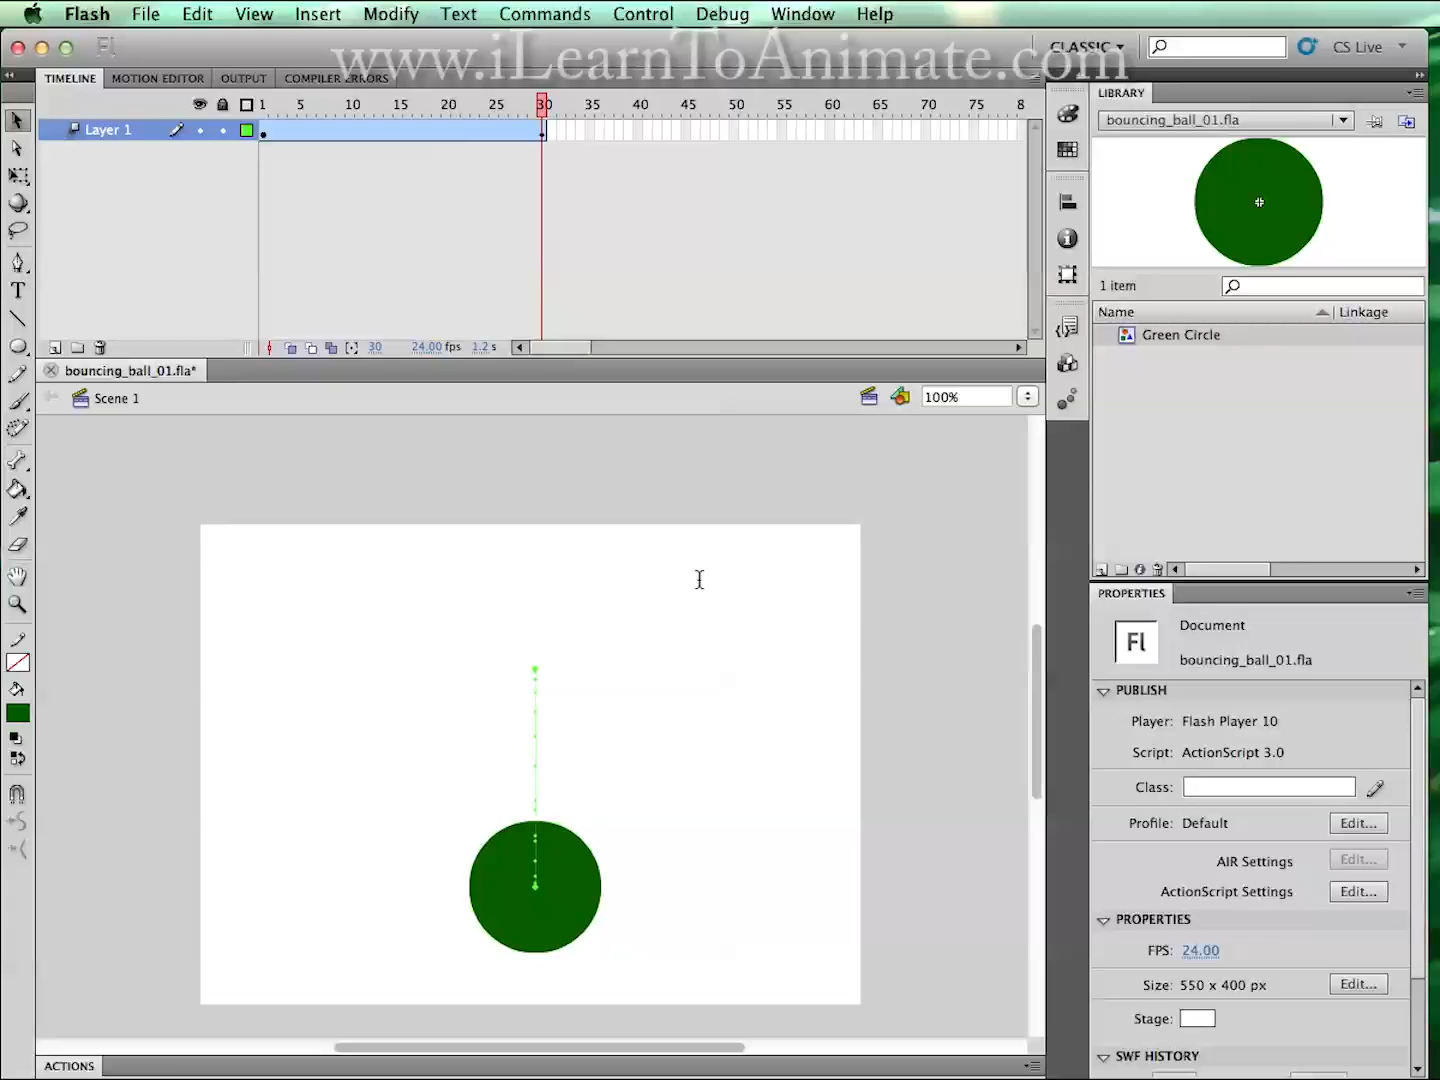 Flash File Edit View Insert Modify Text Commands Control Debug Window Help
Fl www.iLearnToAnimate.com CLASSIC CS Live
TIMELINE MOTION EDITOR OUTPUT COMPILER ERRORS
1 5 10 15 20 25 30 35 40 45 50 55 60 65 70 75 8
Layer 1
30 24.00 fps 1.2 s
bouncing_ball_01.fla*
Scene 1 100%
ACTIONS
LIBRARY
bouncing_ball_01.fla
1 item
Name Linkage
Green Circle
PROPERTIES
Fl Document
bouncing_ball_01.fla
PUBLISH
Player: Flash Player 10
Script: ActionScript 3.0
Class:
Profile: Default Edit...
AIR Settings Edit...
ActionScript Settings Edit...
PROPERTIES
FPS: 24.00
Size: 550 x 400 px Edit...
Stage:
SWF HISTORY
T